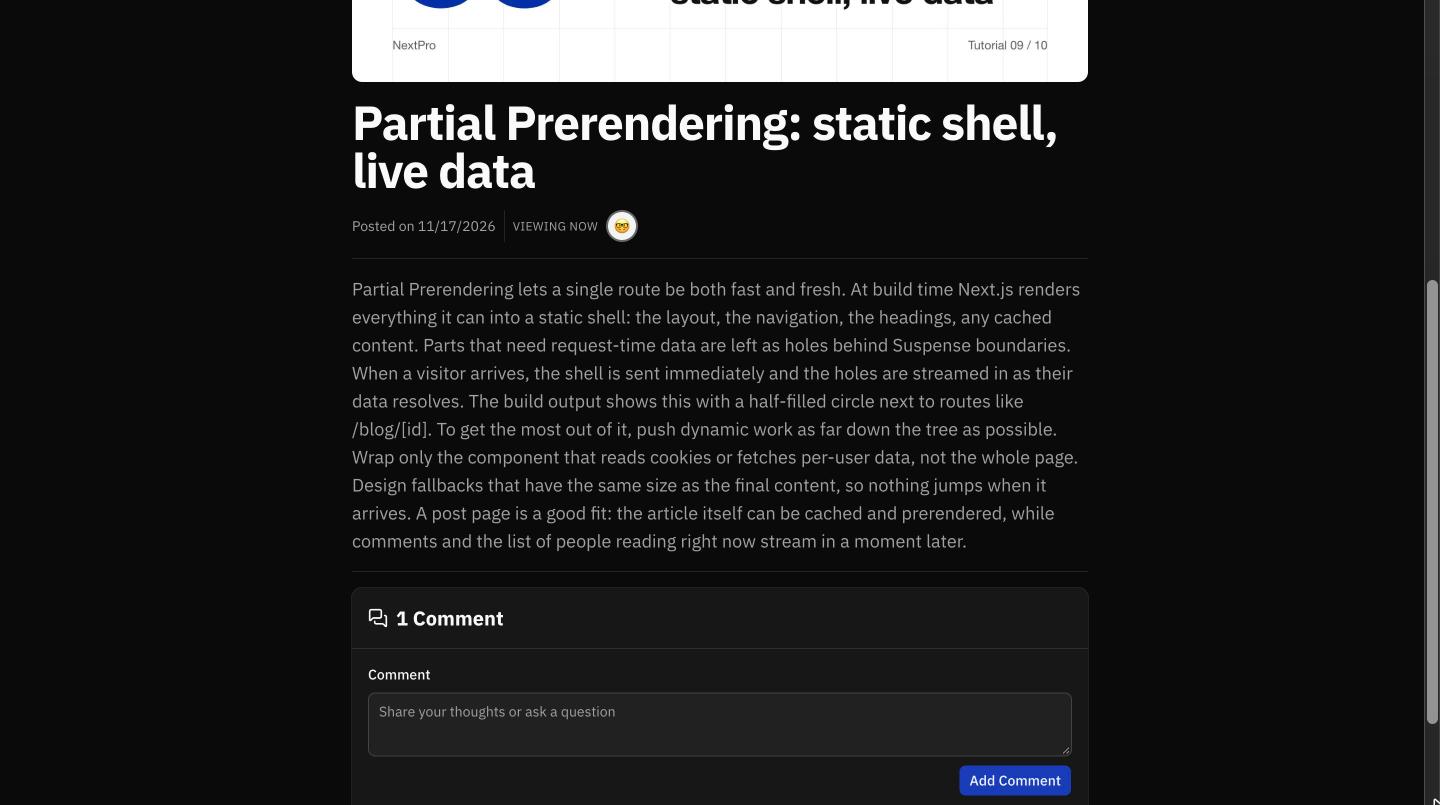 static shell, live data
NextPro
Tutorial 09 / 10
Partial Prerendering: static shell,
live data
Posted on 11/17/2026
VIEWING NOW
Partial Prerendering lets a single route be both fast and fresh. At build time Next.js renders
everything it can into a static shell: the layout, the navigation, the headings, any cached
content. Parts that need request-time data are left as holes behind Suspense boundaries.
When a visitor arrives, the shell is sent immediately and the holes are streamed in as their
data resolves. The build output shows this with a half-filled circle next to routes like
/blog/[id]. To get the most out of it, push dynamic work as far down the tree as possible.
Wrap only the component that reads cookies or fetches per-user data, not the whole page.
Design fallbacks that have the same size as the final content, so nothing jumps when it
arrives. A post page is a good fit: the article itself can be cached and prerendered, while
comments and the list of people reading right now stream in a moment later.
1 Comment
Comment
Share your thoughts or ask a question
Add Comment